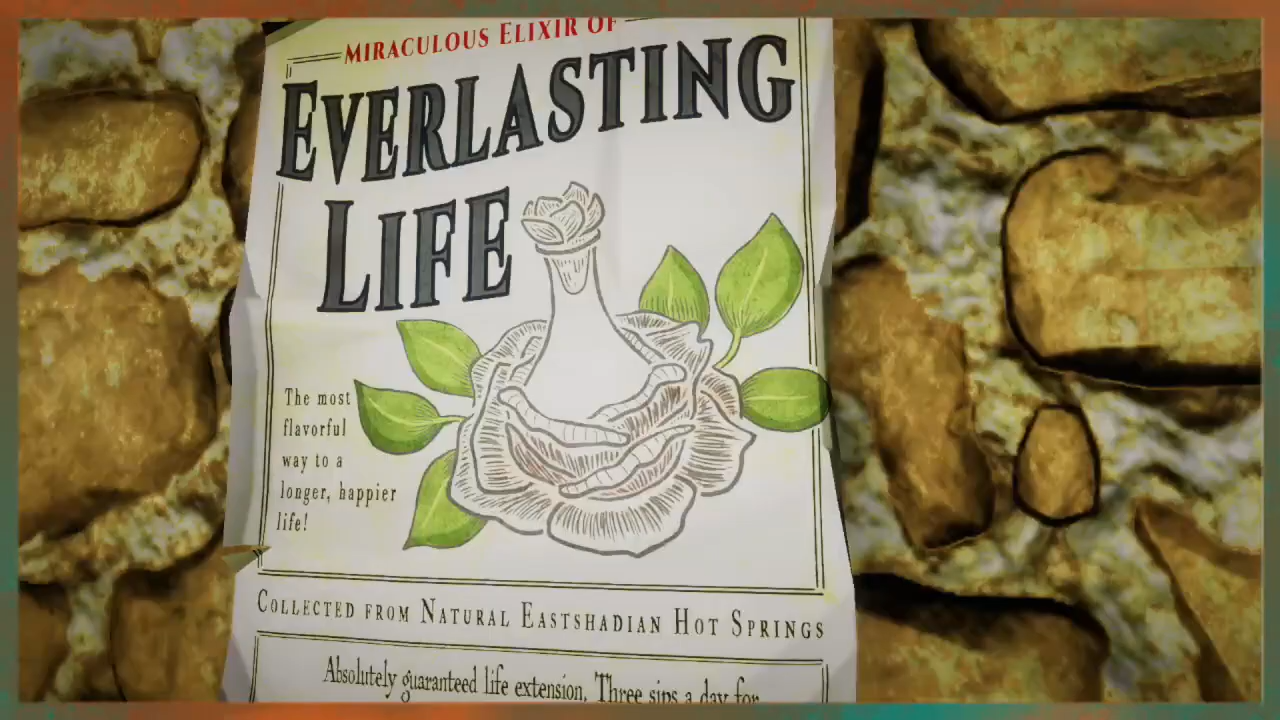 MIRACULOUS ELIXIR OF
EVERLASTING
LIFE
The most
flavorful
way to a
longer, happier
life!
COLLECTED FROM NATURAL EASTSHADIAN HOT SPRINGS
Absolutely guaranteed life extension. Three sips a day for